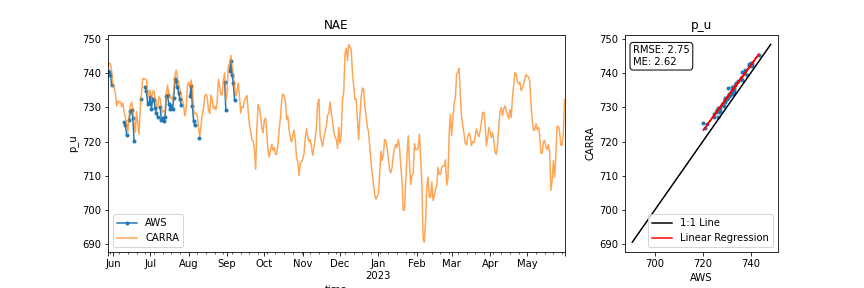 NAE
p_u
750
740
730
720
710
700
690
p_u
AWS
CARRA
Jun
Jul
Aug
Sep
Oct
Nov
Dec
Jan
2023
Feb
Mar
Apr
May
time
p_u
RMSE: 2.75
ME: 2.62
750
740
730
720
710
700
690
CARRA
1:1 Line
Linear Regression
700
720
740
AWS